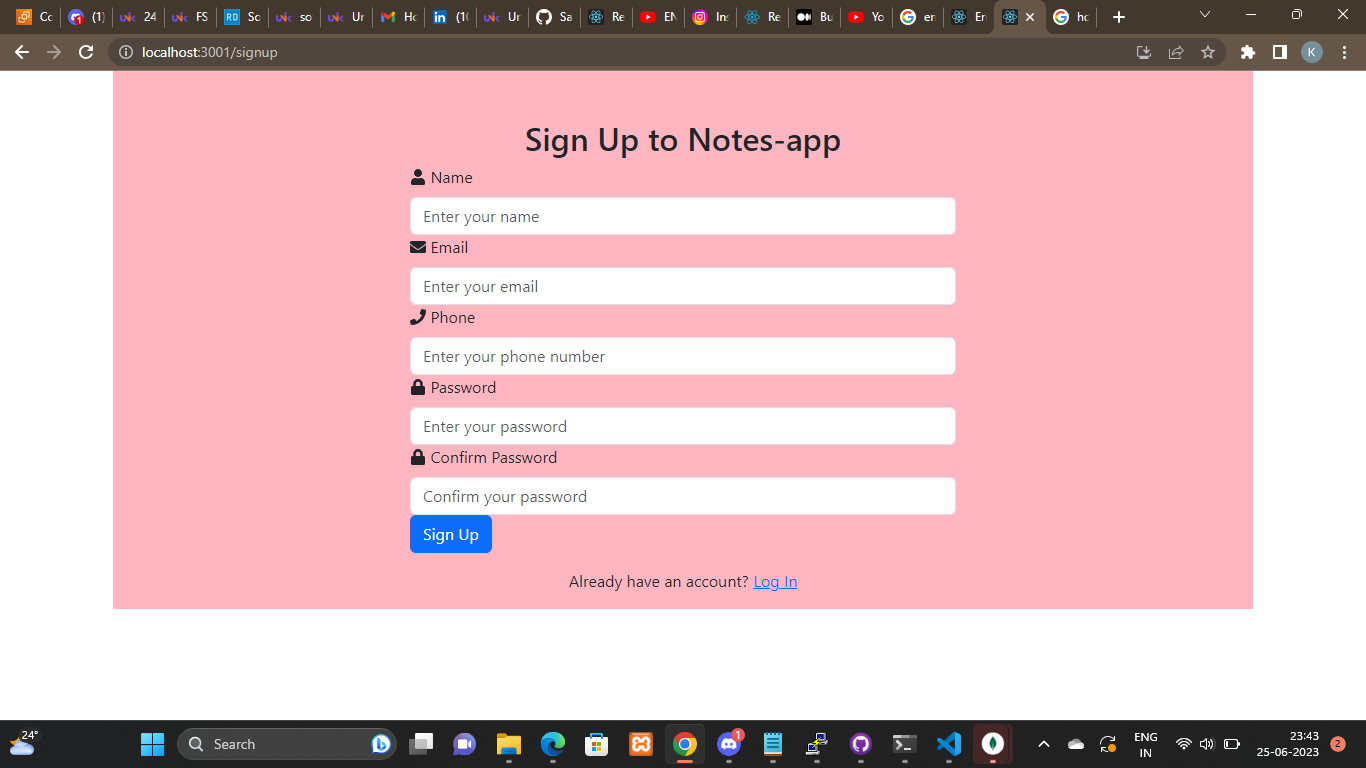 Cc
(1)
24
FS
So
so
Ur
Hc
(1(
Ur
Sa
Re
EN
Ins
Re
Bu
Yo
en
Er
hc
localhost:3001/signup
K
Sign Up to Notes-app
Name
Enter your name
Email
Enter your email
Phone
Enter your phone number
Password
Enter your password
Confirm Password
Confirm your password
Sign Up
Already have an account? Log In
24°
Search
1
ENG
IN
23:43
25-06-2023
2